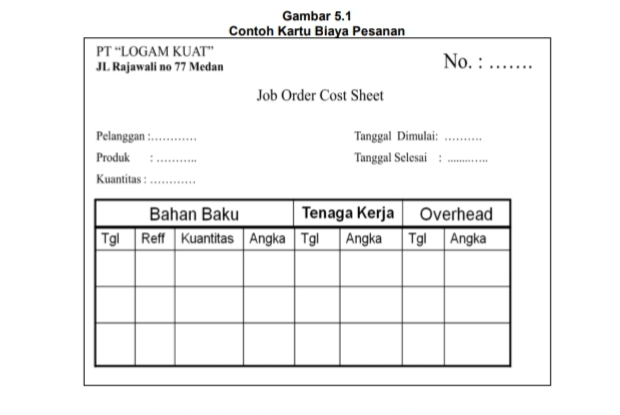 Gambar 5.1
Contoh Kartu Biaya Pesanan
PT “LOGAM KUAT”
JL Rajawali no 77 Medan
No. : .......
Job Order Cost Sheet
Pelanggan :............ Tanggal Dimulai: ..........
Produk : ........... Tanggal Selesai : .............
Kuantitas : ............
Bahan Baku Tenaga Kerja Overhead
Tgl Reff Kuantitas Angka Tgl Angka Tgl Angka